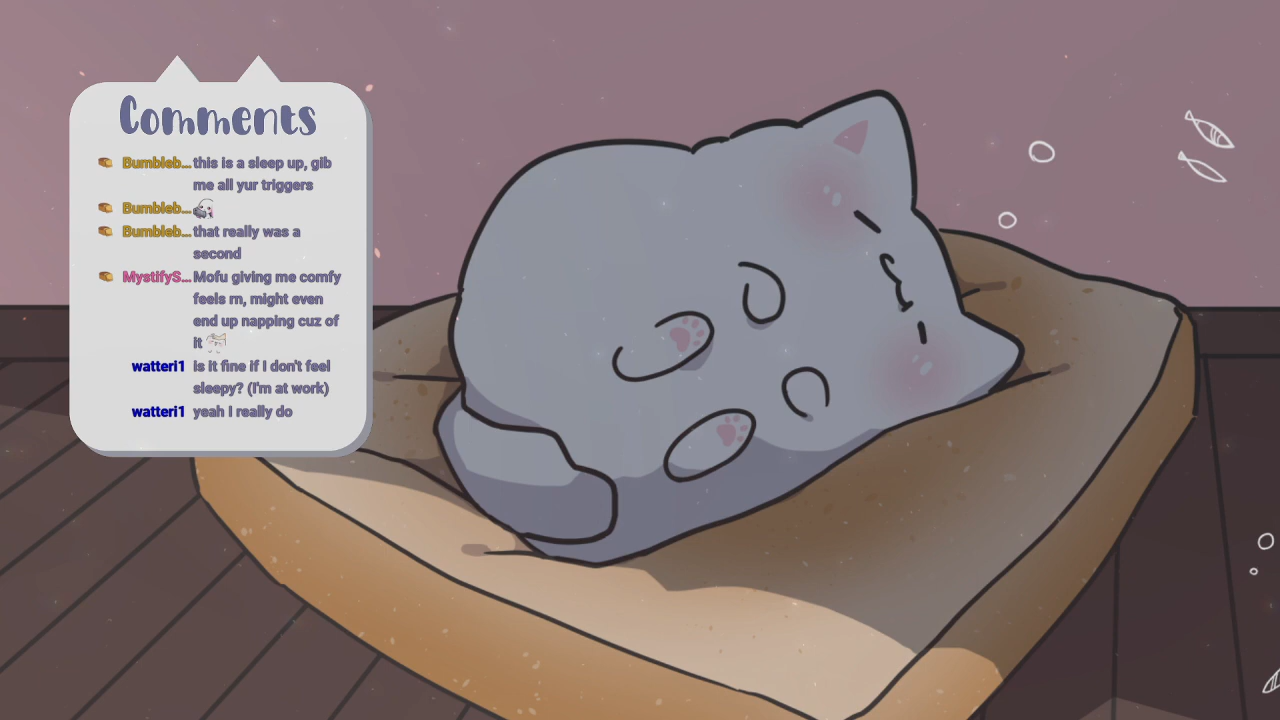 Comments
Bumbleb... this is a sleep up, gib
me all yur triggers
Bumbleb...
Bumbleb... that really was a
second
MystifyS... Mofu giving me comfy
feels rn, might even
end up napping cuz of
it
watteri1 is it fine if I don't feel
sleepy? (I'm at work)
watteri1 yeah I really do